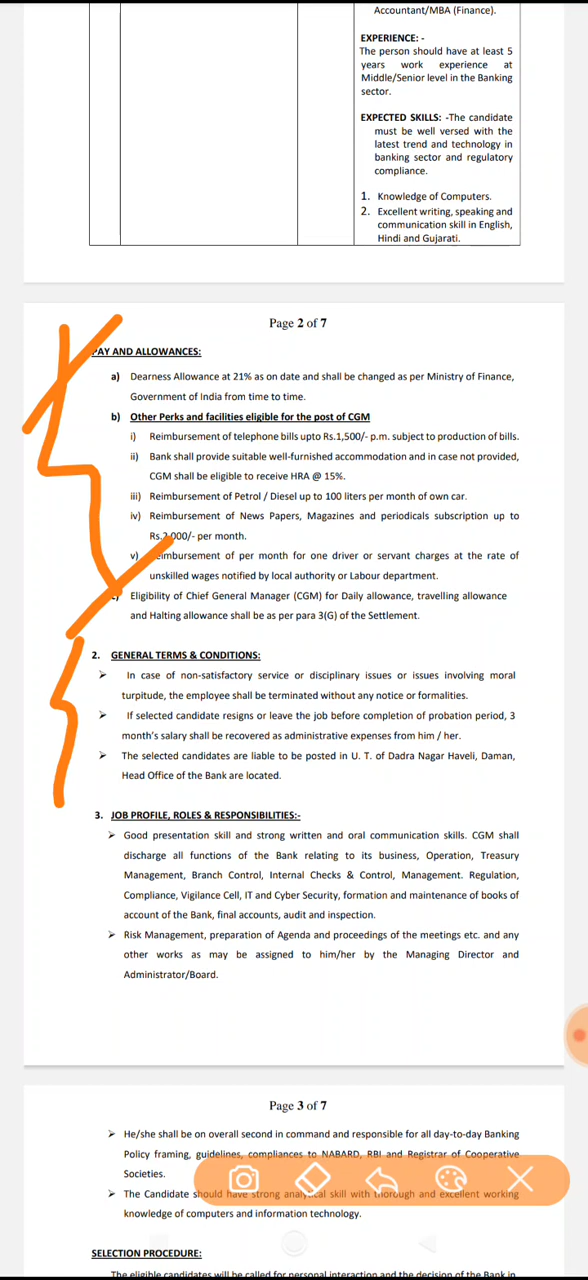 Accountant/MBA (Finance).
EXPERIENCE: -
The person should have at least 5
years work experience at
Middle/Senior level in the Banking
sector.
EXPECTED SKILLS: -The candidate
must be well versed with the
latest trend and technology in
banking sector and regulatory
compliance.
1. Knowledge of Computers.
2. Excellent writing, speaking and
communication skill in English,
Hindi and Gujarati.
Page 2 of 7
PAY AND ALLOWANCES:
a) Dearness Allowance at 21% as on date and shall be changed as per Ministry of Finance,
Government of India from time to time.
b) Other Perks and facilities eligible for the post of CGM
i) Reimbursement of telephone bills upto Rs.1,500/- p.m. subject to production of bills.
ii) Bank shall provide suitable well-furnished accommodation and in case not provided,
CGM shall be eligible to receive HRA @ 15%.
iii) Reimbursement of Petrol / Diesel up to 100 liters per month of own car.
iv) Reimbursement of News Papers, Magazines and periodicals subscription up to
Rs.2,000/- per month.
v) Reimbursement of per month for one driver or servant charges at the rate of
unskilled wages notified by local authority or Labour department.
Eligibility of Chief General Manager (CGM) for Daily allowance, travelling allowance
and Halting allowance shall be as per para 3(G) of the Settlement.
2. GENERAL TERMS & CONDITIONS:
➢ In case of non-satisfactory service or disciplinary issues or issues involving moral
turpitude, the employee shall be terminated without any notice or formalities.
➢ If selected candidate resigns or leave the job before completion of probation period, 3
month's salary shall be recovered as administrative expenses from him / her.
➢ The selected candidates are liable to be posted in U. T. of Dadra Nagar Haveli, Daman,
Head Office of the Bank are located.
3. JOB PROFILE, ROLES & RESPONSIBILITIES:-
➢ Good presentation skill and strong written and oral communication skills. CGM shall
discharge all functions of the Bank relating to its business, Operation, Treasury
Management, Branch Control, Internal Checks & Control, Management. Regulation,
Compliance, Vigilance Cell, IT and Cyber Security, formation and maintenance of books of
account of the Bank, final accounts, audit and inspection.
➢ Risk Management, preparation of Agenda and proceedings of the meetings etc. and any
other works as may be assigned to him/her by the Managing Director and
Administrator/Board.
Page 3 of 7
➢ He/she shall be on overall second in command and responsible for all day-to-day Banking
Policy framing, guidelines, compliances to NABARD, RBI and Registrar of Cooperative
Societies.
➢ The Candidate should have strong analytical skill with thorough and excellent working
knowledge of computers and information technology.
SELECTION PROCEDURE:
The eligible candidates will be called for personal interaction and the decision of the Bank in